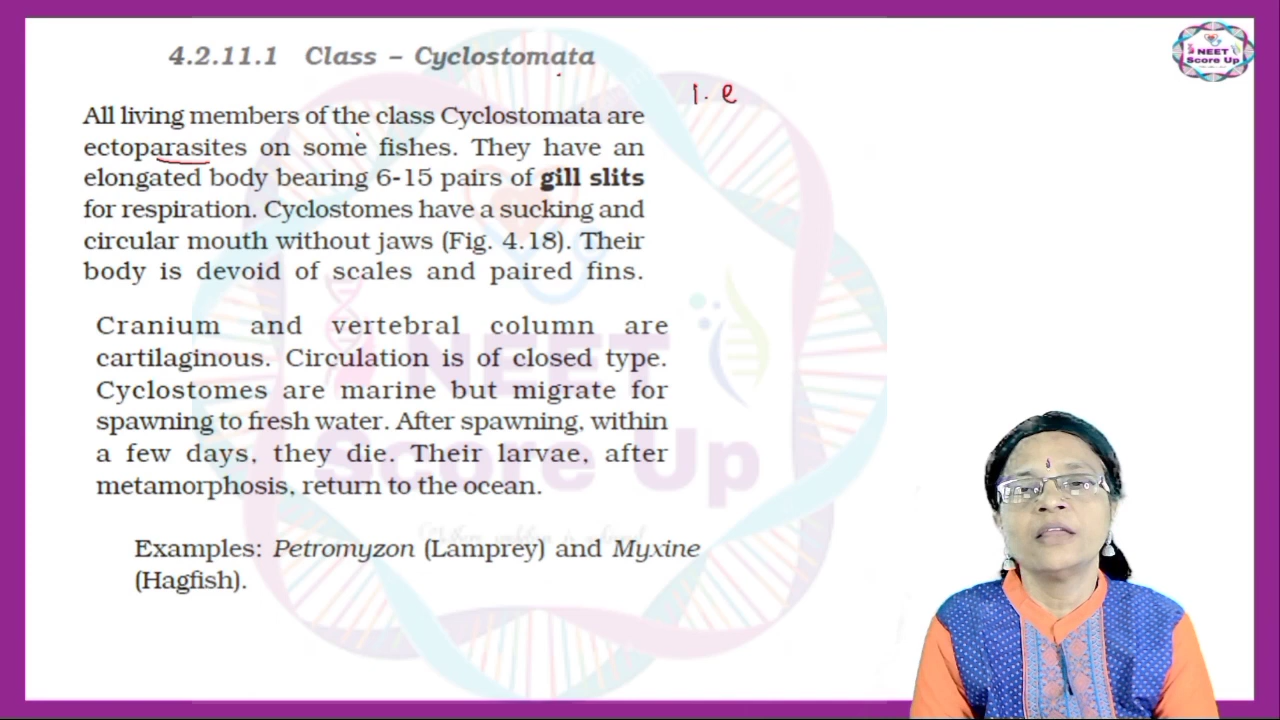 4.2.11.1 Class – Cyclostomata
1. e
All living members of the class Cyclostomata are
ectoparasites on some fishes. They have an
elongated body bearing 6-15 pairs of gill slits
for respiration. Cyclostomes have a sucking and
circular mouth without jaws (Fig. 4.18). Their
body is devoid of scales and paired fins.
Cranium and vertebral column are
cartilaginous. Circulation is of closed type.
Cyclostomes are marine but migrate for
spawning to fresh water. After spawning, within
a few days, they die. Their larvae, after
metamorphosis, return to the ocean.
Examples: Petromyzon (Lamprey) and Myxine
(Hagfish).
NEET
Score Up
NEET
Score Up